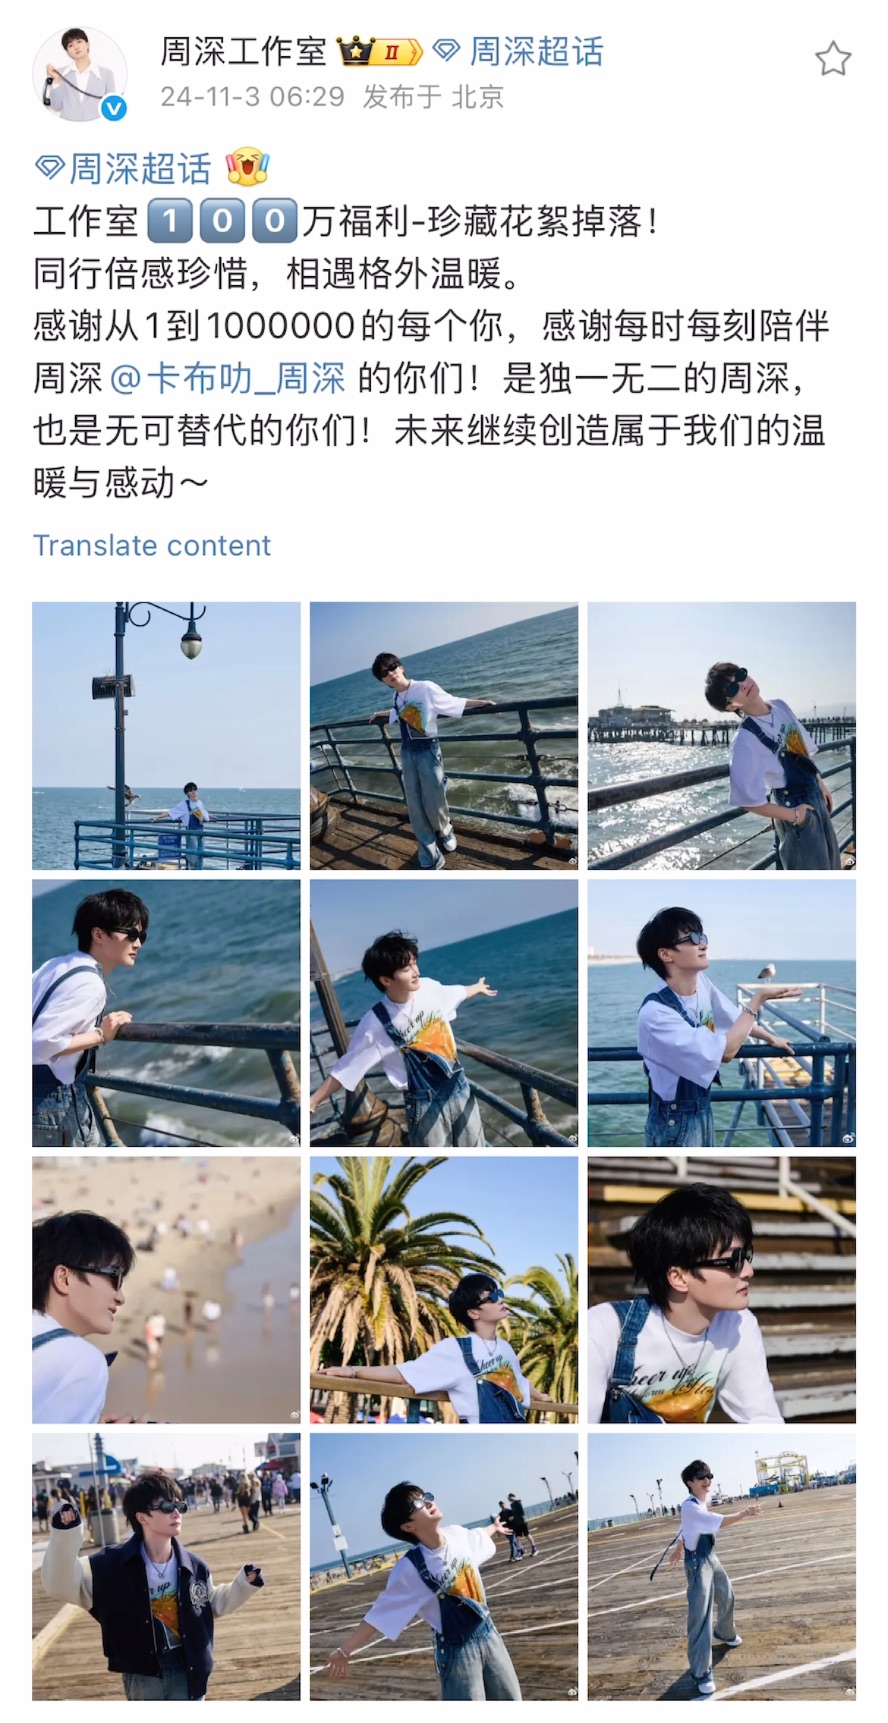 周深工作室 II 周深超话
24-11-3 06:29 发布于 北京
周深超话
工作室100万福利-珍藏花絮掉落！
同行倍感珍惜，相遇格外温暖。
感谢从1到1000000的每个你，感谢每时每刻陪伴
周深@卡布叻_周深 的你们！是独一无二的周深，
也是无可替代的你们！未来继续创造属于我们的温
暖与感动～
Translate content
cheer up
heer up